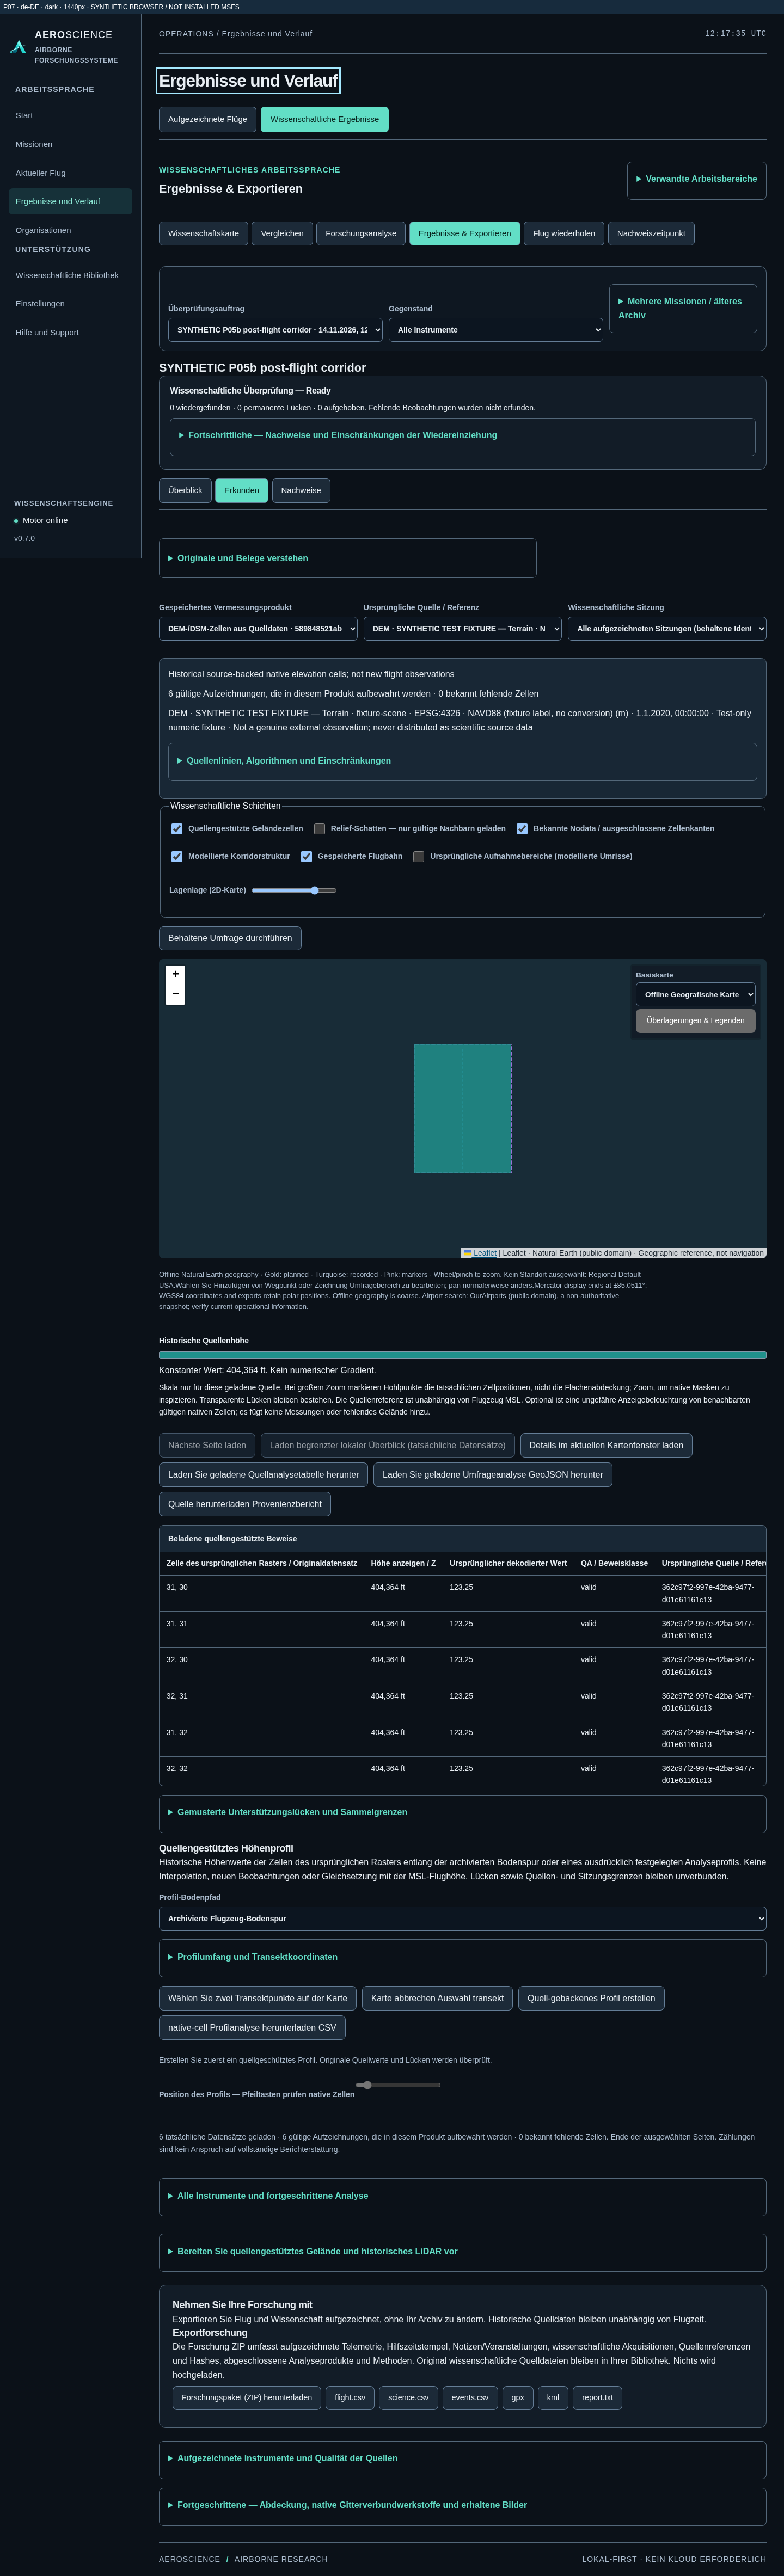 P07 · de-DE · dark · 1440px · SYNTHETIC BROWSER / NOT INSTALLED MSFS
AEROSCIENCE
AIRBORNE
FORSCHUNGSSYSTEME
ARBEITSSPRACHE
Start
Missionen
Aktueller Flug
Ergebnisse und Verlauf
Organisationen
UNTERSTÜTZUNG
Wissenschaftliche Bibliothek
Einstellungen
Hilfe und Support
WISSENSCHAFTSENGINE
Motor online
v0.7.0
OPERATIONS / Ergebnisse und Verlauf
12:17:35 UTC
Ergebnisse und Verlauf
Aufgezeichnete Flüge
Wissenschaftliche Ergebnisse
WISSENSCHAFTLICHES ARBEITSSPRACHE
Ergebnisse & Exportieren
▶ Verwandte Arbeitsbereiche
Wissenschaftskarte
Vergleichen
Forschungsanalyse
Ergebnisse & Exportieren
Flug wiederholen
Nachweiszeitpunkt
Überprüfungsauftrag
SYNTHETIC P05b post-flight corridor · 14.11.2026, 12
Gegenstand
Alle Instrumente
▶ Mehrere Missionen / älteres
Archiv
SYNTHETIC P05b post-flight corridor
Wissenschaftliche Überprüfung — Ready
0 wiedergefunden · 0 permanente Lücken · 0 aufgehoben. Fehlende Beobachtungen wurden nicht erfunden.
▶ Fortschrittliche — Nachweise und Einschränkungen der Wiedereinziehung
Überblick
Erkunden
Nachweise
▶ Originale und Belege verstehen
Gespeichertes Vermessungsprodukt
DEM-/DSM-Zellen aus Quelldaten · 589848521ab
Ursprüngliche Quelle / Referenz
DEM · SYNTHETIC TEST FIXTURE — Terrain · N
Wissenschaftliche Sitzung
Alle aufgezeichneten Sitzungen (behaltene Ident
Historical source-backed native elevation cells; not new flight observations
6 gültige Aufzeichnungen, die in diesem Produkt aufbewahrt werden · 0 bekannt fehlende Zellen
DEM · SYNTHETIC TEST FIXTURE — Terrain · fixture-scene · EPSG:4326 · NAVD88 (fixture label, no conversion) (m) · 1.1.2020, 00:00:00 · Test-only
numeric fixture · Not a genuine external observation; never distributed as scientific source data
▶ Quellenlinien, Algorithmen und Einschränkungen
Wissenschaftliche Schichten
Quellengestützte Geländezellen
Relief-Schatten — nur gültige Nachbarn geladen
Bekannte Nodata / ausgeschlossene Zellenkanten
Modellierte Korridorstruktur
Gespeicherte Flugbahn
Ursprüngliche Aufnahmebereiche (modellierte Umrisse)
Lagenlage (2D-Karte)
Behaltene Umfrage durchführen
+
−
Basiskarte
Offline Geografische Karte
Überlagerungen & Legenden
Leaflet | Leaflet · Natural Earth (public domain) · Geographic reference, not navigation
Offline Natural Earth geography · Gold: planned · Turquoise: recorded · Pink: markers · Wheel/pinch to zoom. Kein Standort ausgewählt: Regional Default
USA.Wählen Sie Hinzufügen von Wegpunkt oder Zeichnung Umfragebereich zu bearbeiten; pan normalerweise anders.Mercator display ends at ±85.0511°;
WGS84 coordinates and exports retain polar positions. Offline geography is coarse. Airport search: OurAirports (public domain), a non-authoritative
snapshot; verify current operational information.
Historische Quellenhöhe
Konstanter Wert: 404,364 ft. Kein numerischer Gradient.
Skala nur für diese geladene Quelle. Bei großem Zoom markieren Hohlpunkte die tatsächlichen Zellpositionen, nicht die Flächenabdeckung; Zoom, um native Masken zu
inspizieren. Transparente Lücken bleiben bestehen. Die Quellenreferenz ist unabhängig von Flugzeug MSL. Optional ist eine ungefähre Anzeigebeleuchtung von benachbarten
gültigen nativen Zellen; es fügt keine Messungen oder fehlendes Gelände hinzu.
Nächste Seite laden
Laden begrenzter lokaler Überblick (tatsächliche Datensätze)
Details im aktuellen Kartenfenster laden
Laden Sie geladene Quellanalysetabelle herunter
Laden Sie geladene Umfrageanalyse GeoJSON herunter
Quelle herunterladen Provenienzbericht
Beladene quellengestützte Beweise
Zelle des ursprünglichen Rasters / Originaldatensatz Höhe anzeigen / Z Ursprünglicher dekodierter Wert QA / Beweisklasse Ursprüngliche Quelle / Refere
31, 30 404,364 ft 123.25 valid 362c97f2-997e-42ba-9477-
d01e61161c13
31, 31 404,364 ft 123.25 valid 362c97f2-997e-42ba-9477-
d01e61161c13
32, 30 404,364 ft 123.25 valid 362c97f2-997e-42ba-9477-
d01e61161c13
32, 31 404,364 ft 123.25 valid 362c97f2-997e-42ba-9477-
d01e61161c13
31, 32 404,364 ft 123.25 valid 362c97f2-997e-42ba-9477-
d01e61161c13
32, 32 404,364 ft 123.25 valid 362c97f2-997e-42ba-9477-
d01e61161c13
▶ Gemusterte Unterstützungslücken und Sammelgrenzen
Quellengestütztes Höhenprofil
Historische Höhenwerte der Zellen des ursprünglichen Rasters entlang der archivierten Bodenspur oder eines ausdrücklich festgelegten Analyseprofils. Keine
Interpolation, neuen Beobachtungen oder Gleichsetzung mit der MSL-Flughöhe. Lücken sowie Quellen- und Sitzungsgrenzen bleiben unverbunden.
Profil-Bodenpfad
Archivierte Flugzeug-Bodenspur
▶ Profilumfang und Transektkoordinaten
Wählen Sie zwei Transektpunkte auf der Karte
Karte abbrechen Auswahl transekt
Quell-gebackenes Profil erstellen
native-cell Profilanalyse herunterladen CSV
Erstellen Sie zuerst ein quellgeschütztes Profil. Originale Quellwerte und Lücken werden überprüft.
Position des Profils — Pfeiltasten prüfen native Zellen
6 tatsächliche Datensätze geladen · 6 gültige Aufzeichnungen, die in diesem Produkt aufbewahrt werden · 0 bekannt fehlende Zellen. Ende der ausgewählten Seiten. Zählungen
sind kein Anspruch auf vollständige Berichterstattung.
▶ Alle Instrumente und fortgeschrittene Analyse
▶ Bereiten Sie quellengestütztes Gelände und historisches LiDAR vor
Nehmen Sie Ihre Forschung mit
Exportieren Sie Flug und Wissenschaft aufgezeichnet, ohne Ihr Archiv zu ändern. Historische Quelldaten bleiben unabhängig von Flugzeit.
Exportforschung
Die Forschung ZIP umfasst aufgezeichnete Telemetrie, Hilfszeitstempel, Notizen/Veranstaltungen, wissenschaftliche Akquisitionen, Quellenreferenzen
und Hashes, abgeschlossene Analyseprodukte und Methoden. Original wissenschaftliche Quelldateien bleiben in Ihrer Bibliothek. Nichts wird
hochgeladen.
Forschungspaket (ZIP) herunterladen
flight.csv
science.csv
events.csv
gpx
kml
report.txt
▶ Aufgezeichnete Instrumente und Qualität der Quellen
▶ Fortgeschrittene — Abdeckung, native Gitterverbundwerkstoffe und erhaltene Bilder
AEROSCIENCE / AIRBORNE RESEARCH
LOKAL-FIRST · KEIN KLOUD ERFORDERLICH